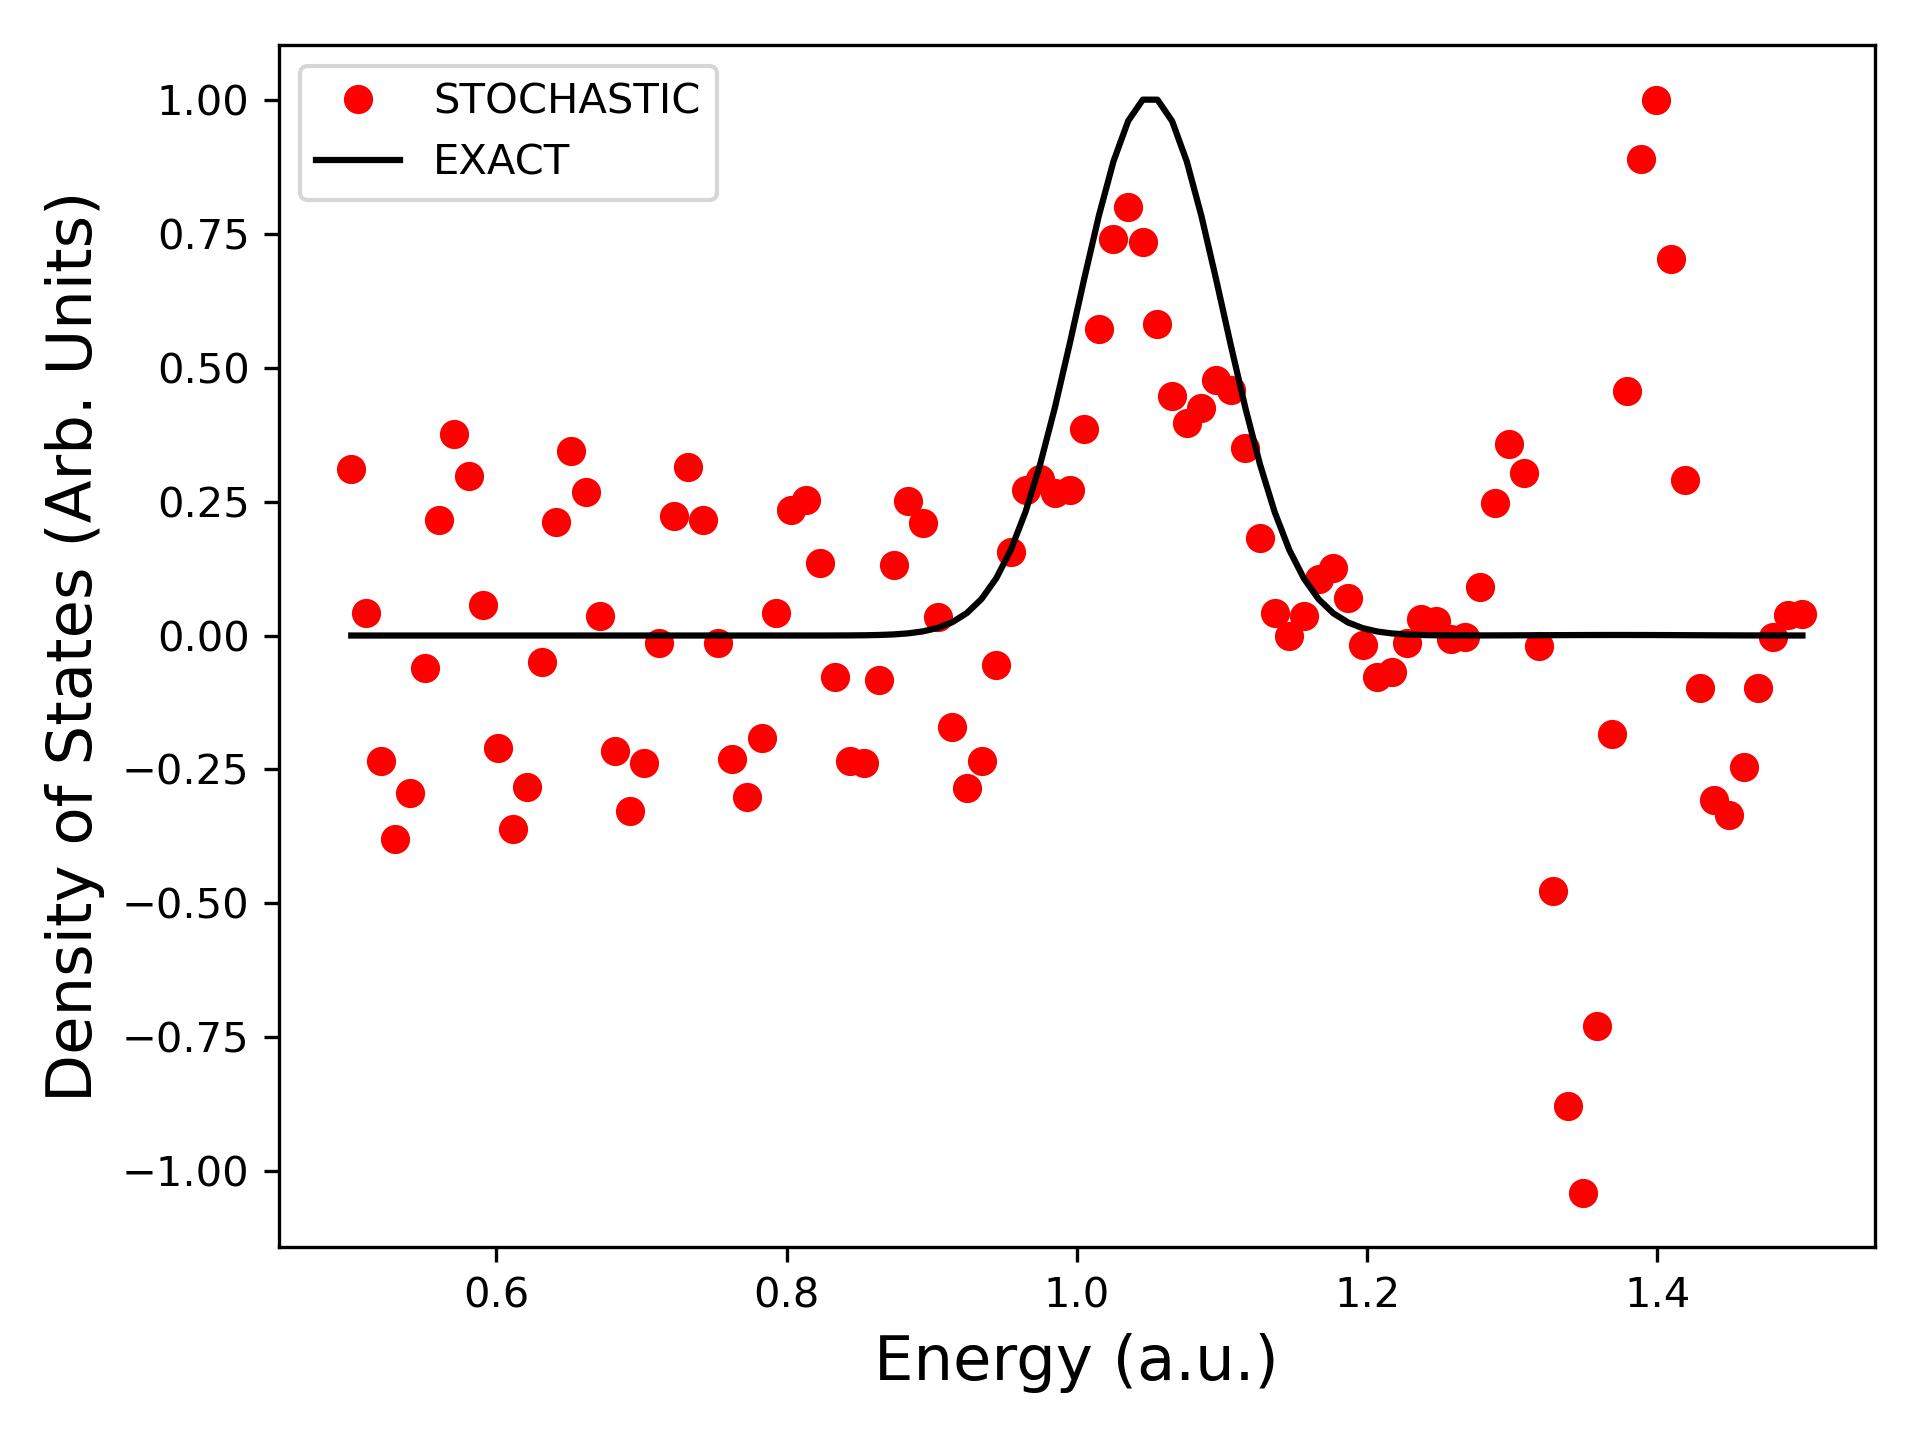 STOCHASTIC
EXACT
Density of States (Arb. Units)
1.00
0.75
0.50
0.25
0.00
−0.25
−0.50
−0.75
−1.00
0.6 0.8 1.0 1.2 1.4
Energy (a.u.)